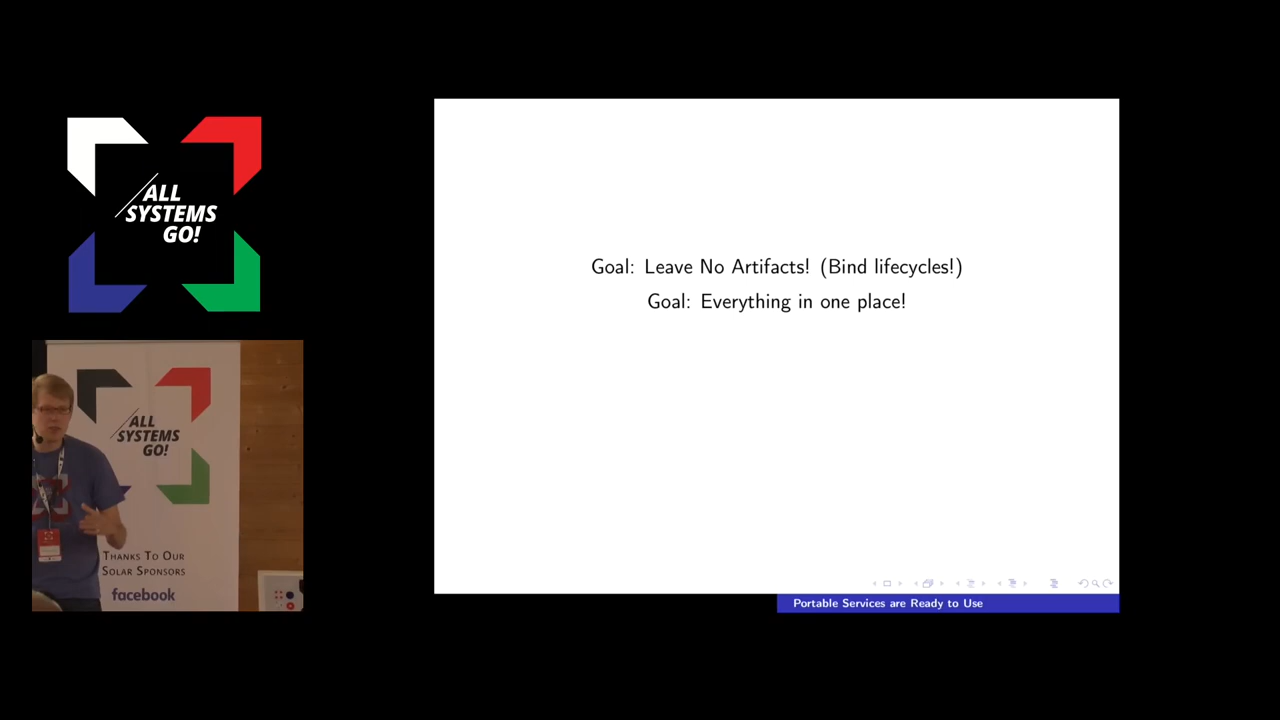 ALL
SYSTEMS
GO!
Goal: Leave No Artifacts! (Bind lifecycles!)
Goal: Everything in one place!
Portable Services are Ready to Use
ALL
SYSTEMS
GO!
THANKS TO OUR
SOLAR SPONSORS
facebook